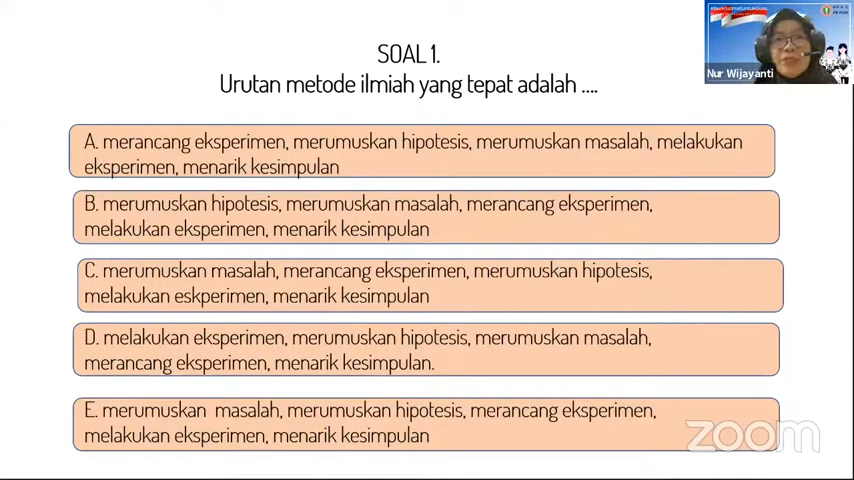 SOAL 1.
Urutan metode ilmiah yang tepat adalah ....
A. merancang eksperimen, merumuskan hipotesis, merumuskan masalah, melakukan
eksperimen, menarik kesimpulan
B. merumuskan hipotesis, merumuskan masalah, merancang eksperimen,
melakukan eksperimen, menarik kesimpulan
C. merumuskan masalah, merancang eksperimen, merumuskan hipotesis,
melakukan eskperimen, menarik kesimpulan
D. melakukan eksperimen, merumuskan hipotesis, merumuskan masalah,
merancang eksperimen, menarik kesimpulan.
E. merumuskan  masalah, merumuskan hipotesis, merancang eksperimen,
melakukan eksperimen, menarik kesimpulan
Nur Wijayanti
zoom